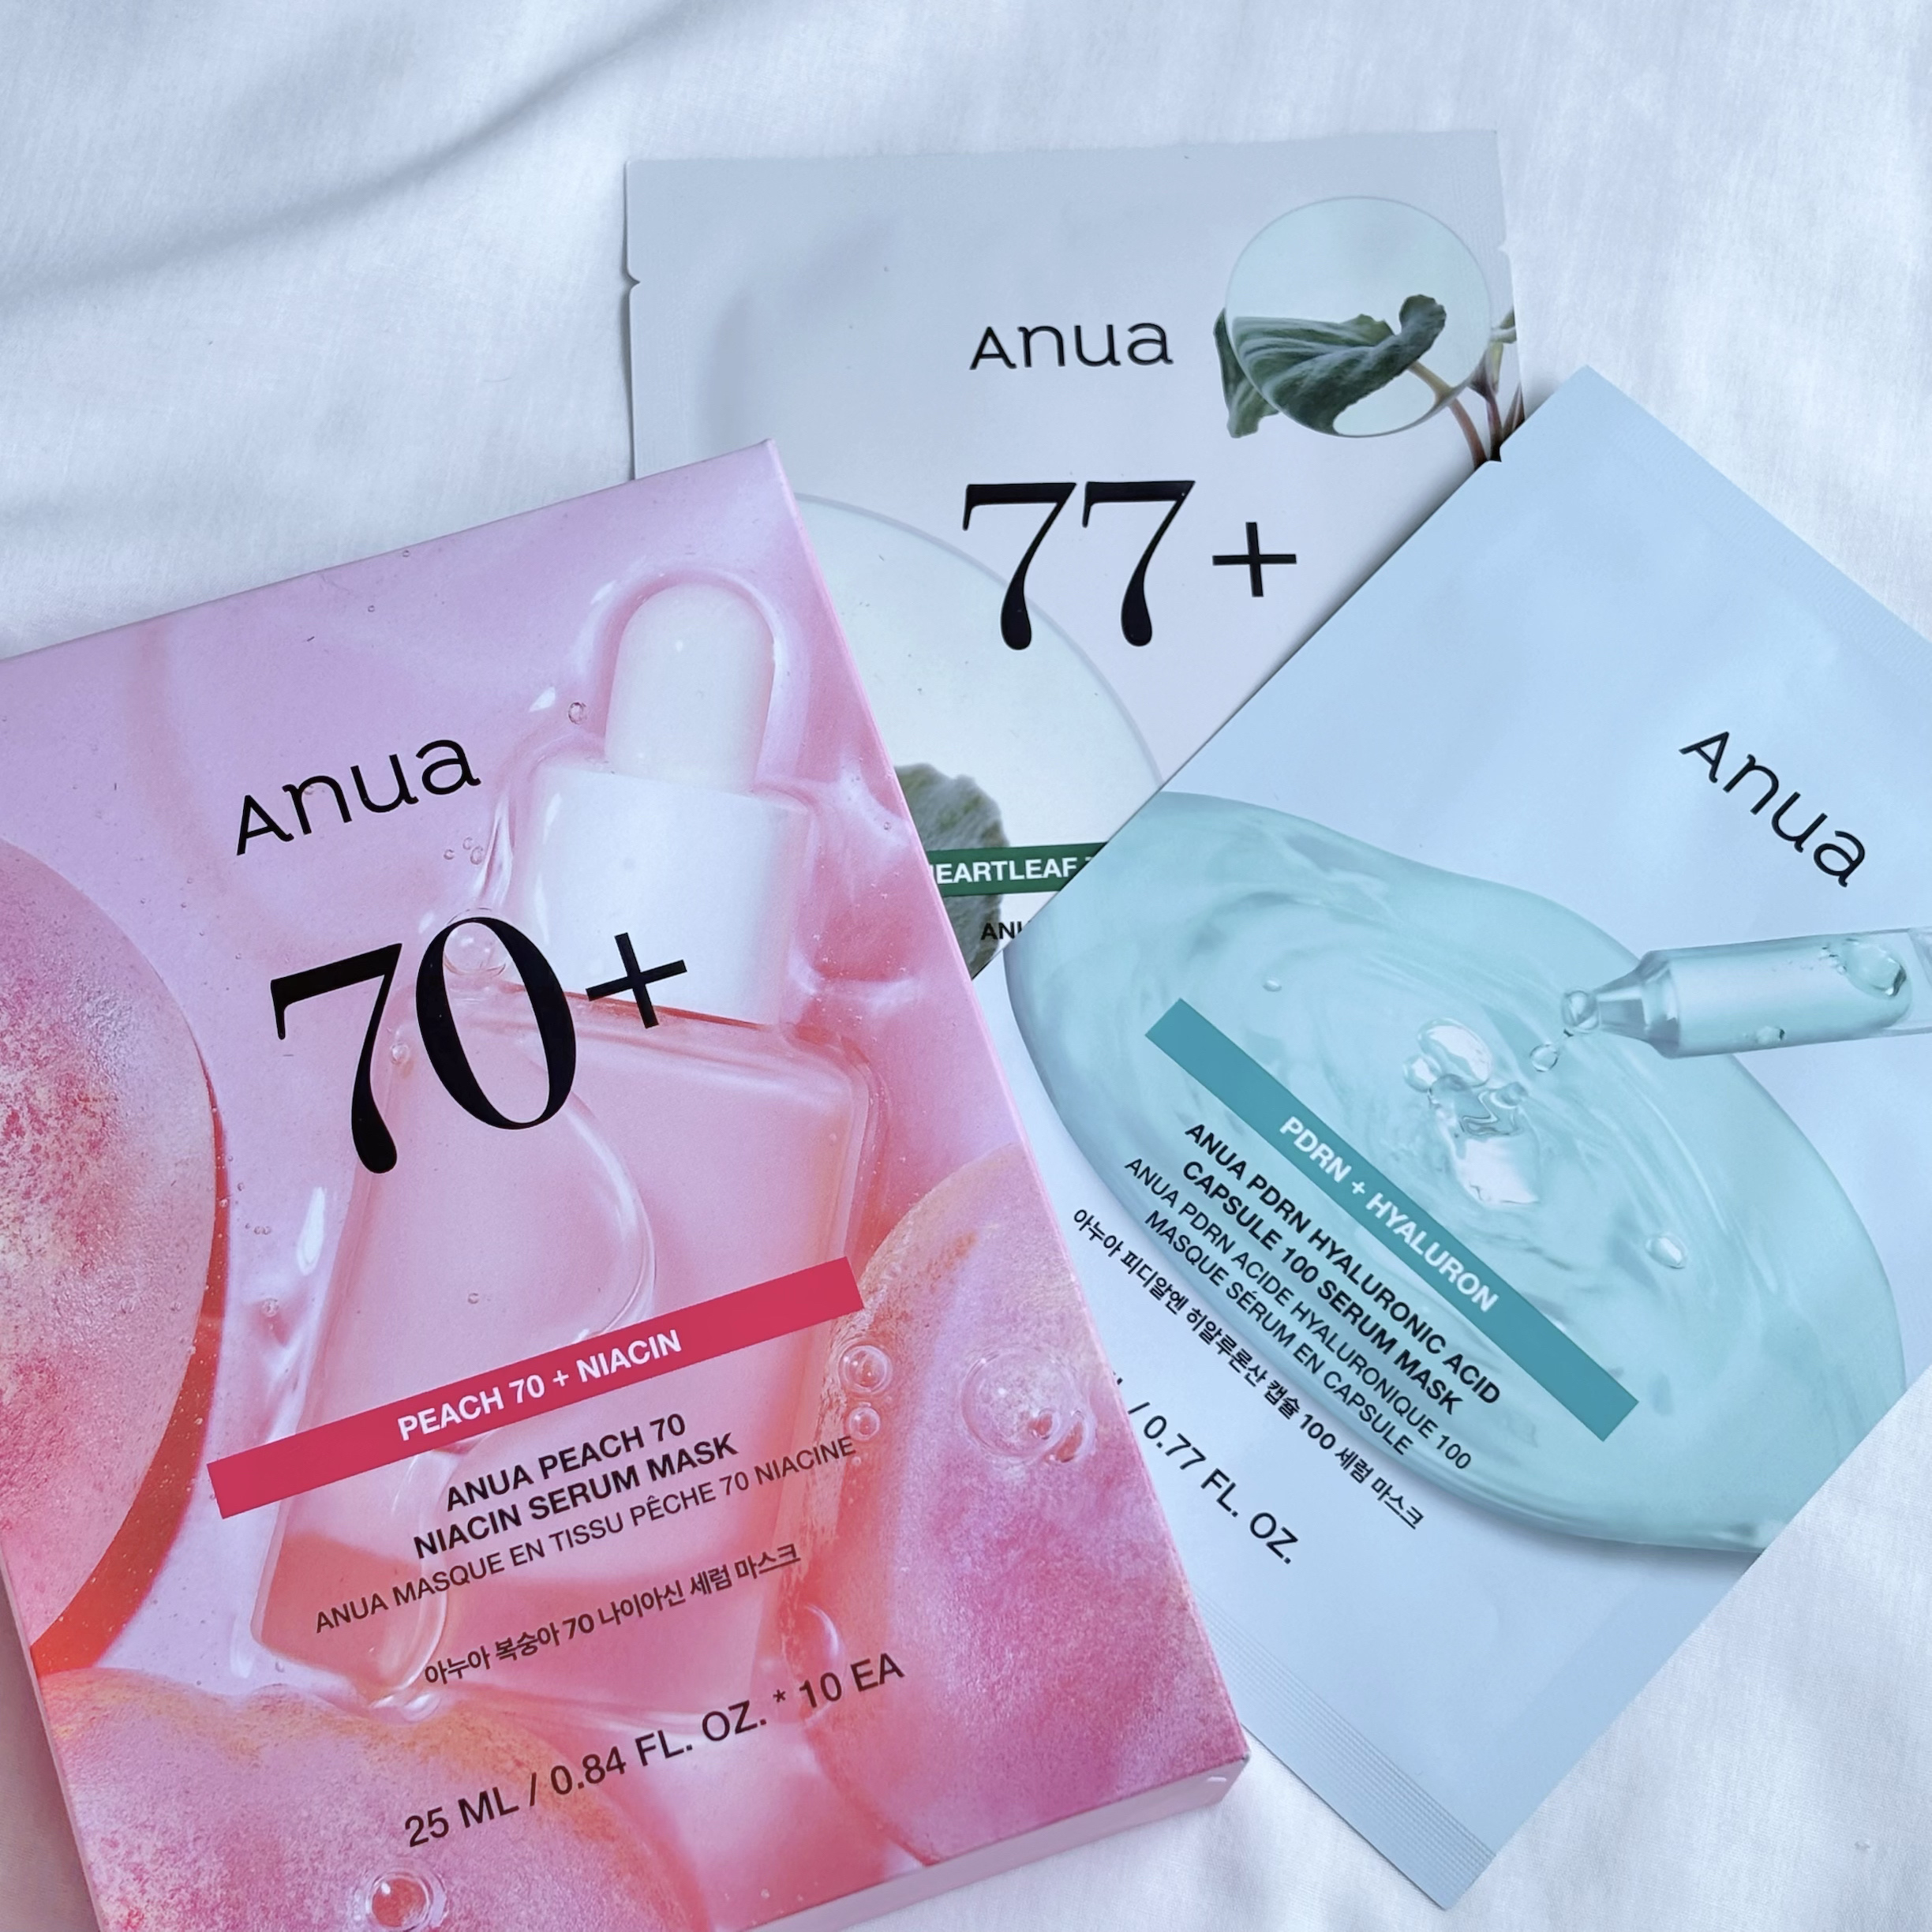 Anua
77+
HEARTLEAF
Anua
70+
PEACH 70 + NIACIN
ANUA PEACH 70
NIACIN SERUM MASK
ANUA MASQUE EN TISSU PÊCHE 70 NIACINE
아누아 복숭아 70 나이아신 세럼 마스크
25 ML / 0.84 FL. OZ. * 10 EA
Anua
PDRN + HYALURON
ANUA PDRN HYALURONIC ACID
CAPSULE 100 SERUM MASK
ANUA PDRN ACIDE HYALURONIQUE 100
MASQUE SÉRUM EN CAPSULE
아누아 피디알엔 히알루론산 캡슐 100 세럼 마스크
/ 0.77 FL. OZ.